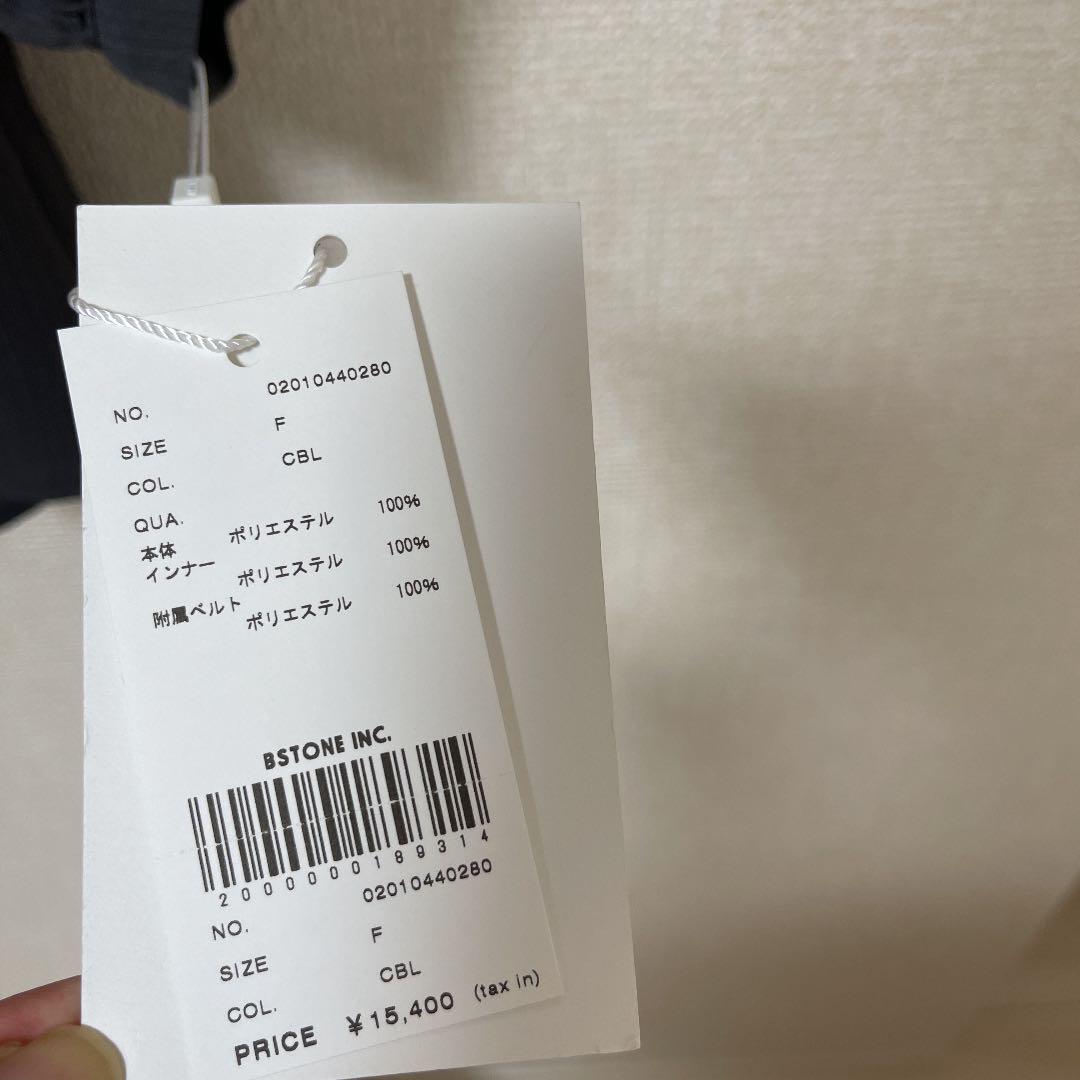 NO. 02010440280
SIZE F
COL. CBL
QUA.
本体 ポリエステル 100%
インナー ポリエステル 100%
附属ベルト ポリエステル 100%
BSTONE INC.
2000000189314
NO. 02010440280
SIZE F
COL. CBL
PRICE ¥15,400 (tax in)